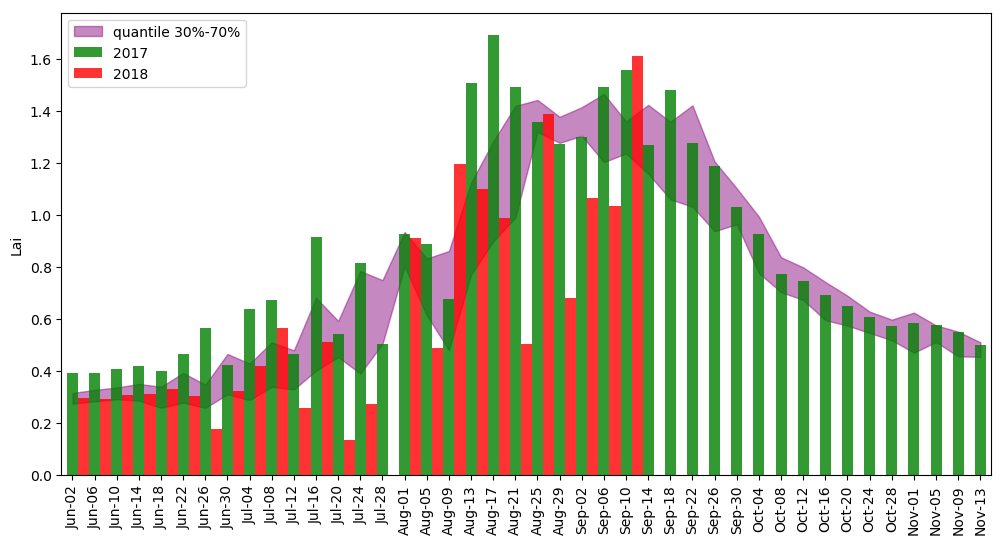 quantile 30%-70%
2017
2018
Lai
1.6
1.4
1.2
1.0
0.8
0.6
0.4
0.2
0.0
Jun-02
Jun-06
Jun-10
Jun-14
Jun-18
Jun-22
Jun-26
Jun-30
Jul-04
Jul-08
Jul-12
Jul-16
Jul-20
Jul-24
Jul-28
Aug-01
Aug-05
Aug-09
Aug-13
Aug-17
Aug-21
Aug-25
Aug-29
Sep-02
Sep-06
Sep-10
Sep-14
Sep-18
Sep-22
Sep-26
Sep-30
Oct-04
Oct-08
Oct-12
Oct-16
Oct-20
Oct-24
Oct-28
Nov-01
Nov-05
Nov-09
Nov-13